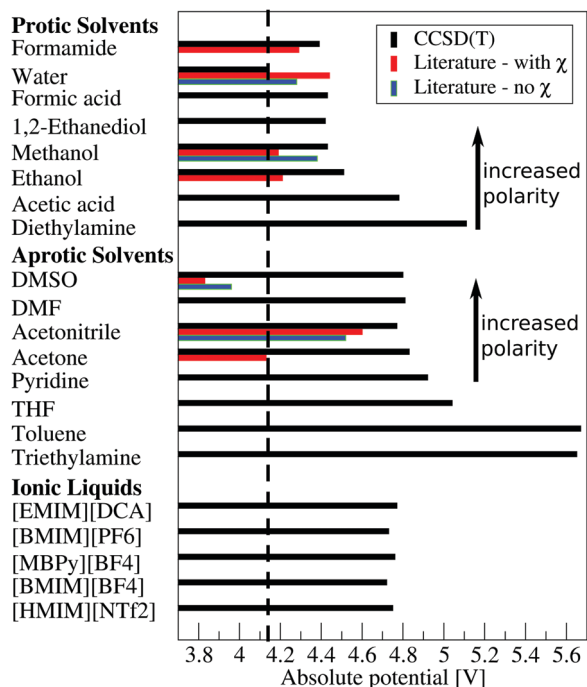 Protic Solvents
Formamide
Water
Formic acid
1,2-Ethanediol
Methanol
Ethanol
Acetic acid
Diethylamine
Aprotic Solvents
DMSO
DMF
Acetonitrile
Acetone
Pyridine
THF
Toluene
Triethylamine
Ionic Liquids
[EMIM][DCA]
[BMIM][PF6]
[MBPy][BF4]
[BMIM][BF4]
[HMIM][NTf2]
CCSD(T)
Literature - with χ
Literature - no χ
increased
polarity
increased
polarity
3.8 4 4.2 4.4 4.6 4.8 5 5.2 5.4 5.6
Absolute potential [V]